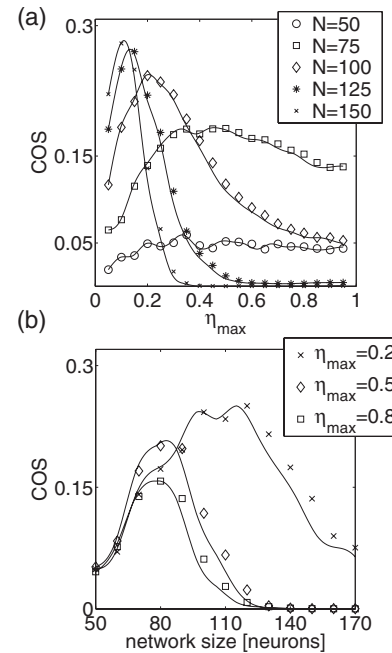 (a)
0.3
0.15
0.05
COS
0
0.2
0.4
0.6
0.8
1
η_max
N=50
N=75
N=100
N=125
N=150
(b)
0.3
0.15
0
COS
50
80
110
140
170
network size [neurons]
η_max=0.2
η_max=0.5
η_max=0.8